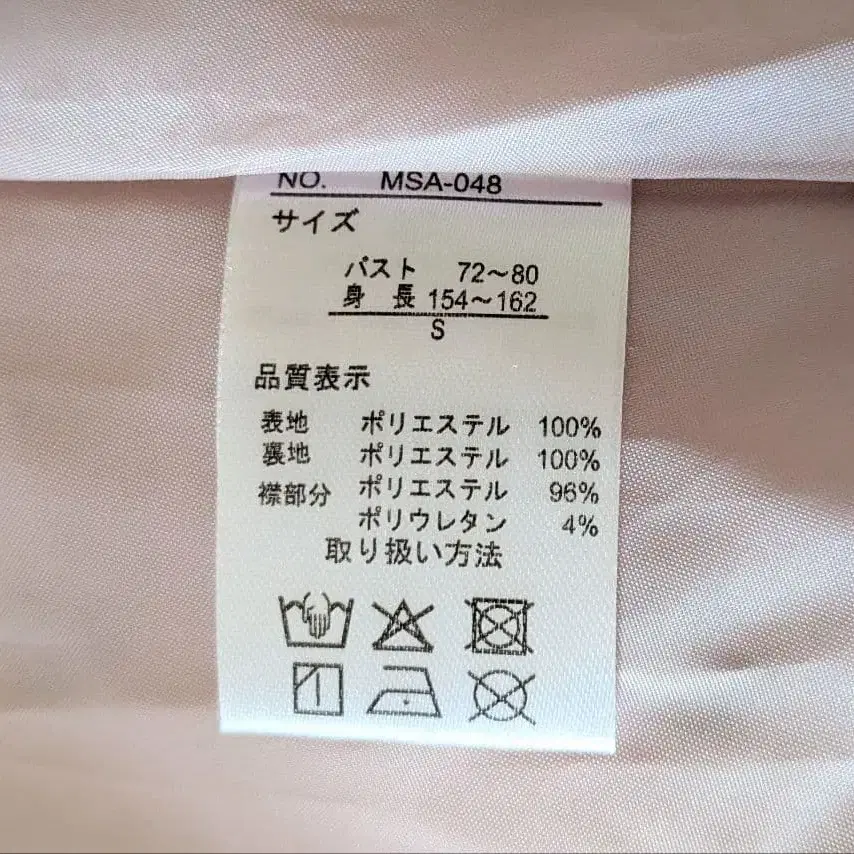 NO. MSA-048
サイズ
バスト 72～80
身 長 154～162
S
品質表示
表地 ポリエステル 100%
裏地 ポリエステル 100%
襟部分 ポリエステル 96%
ポリウレタン 4%
取り扱い方法